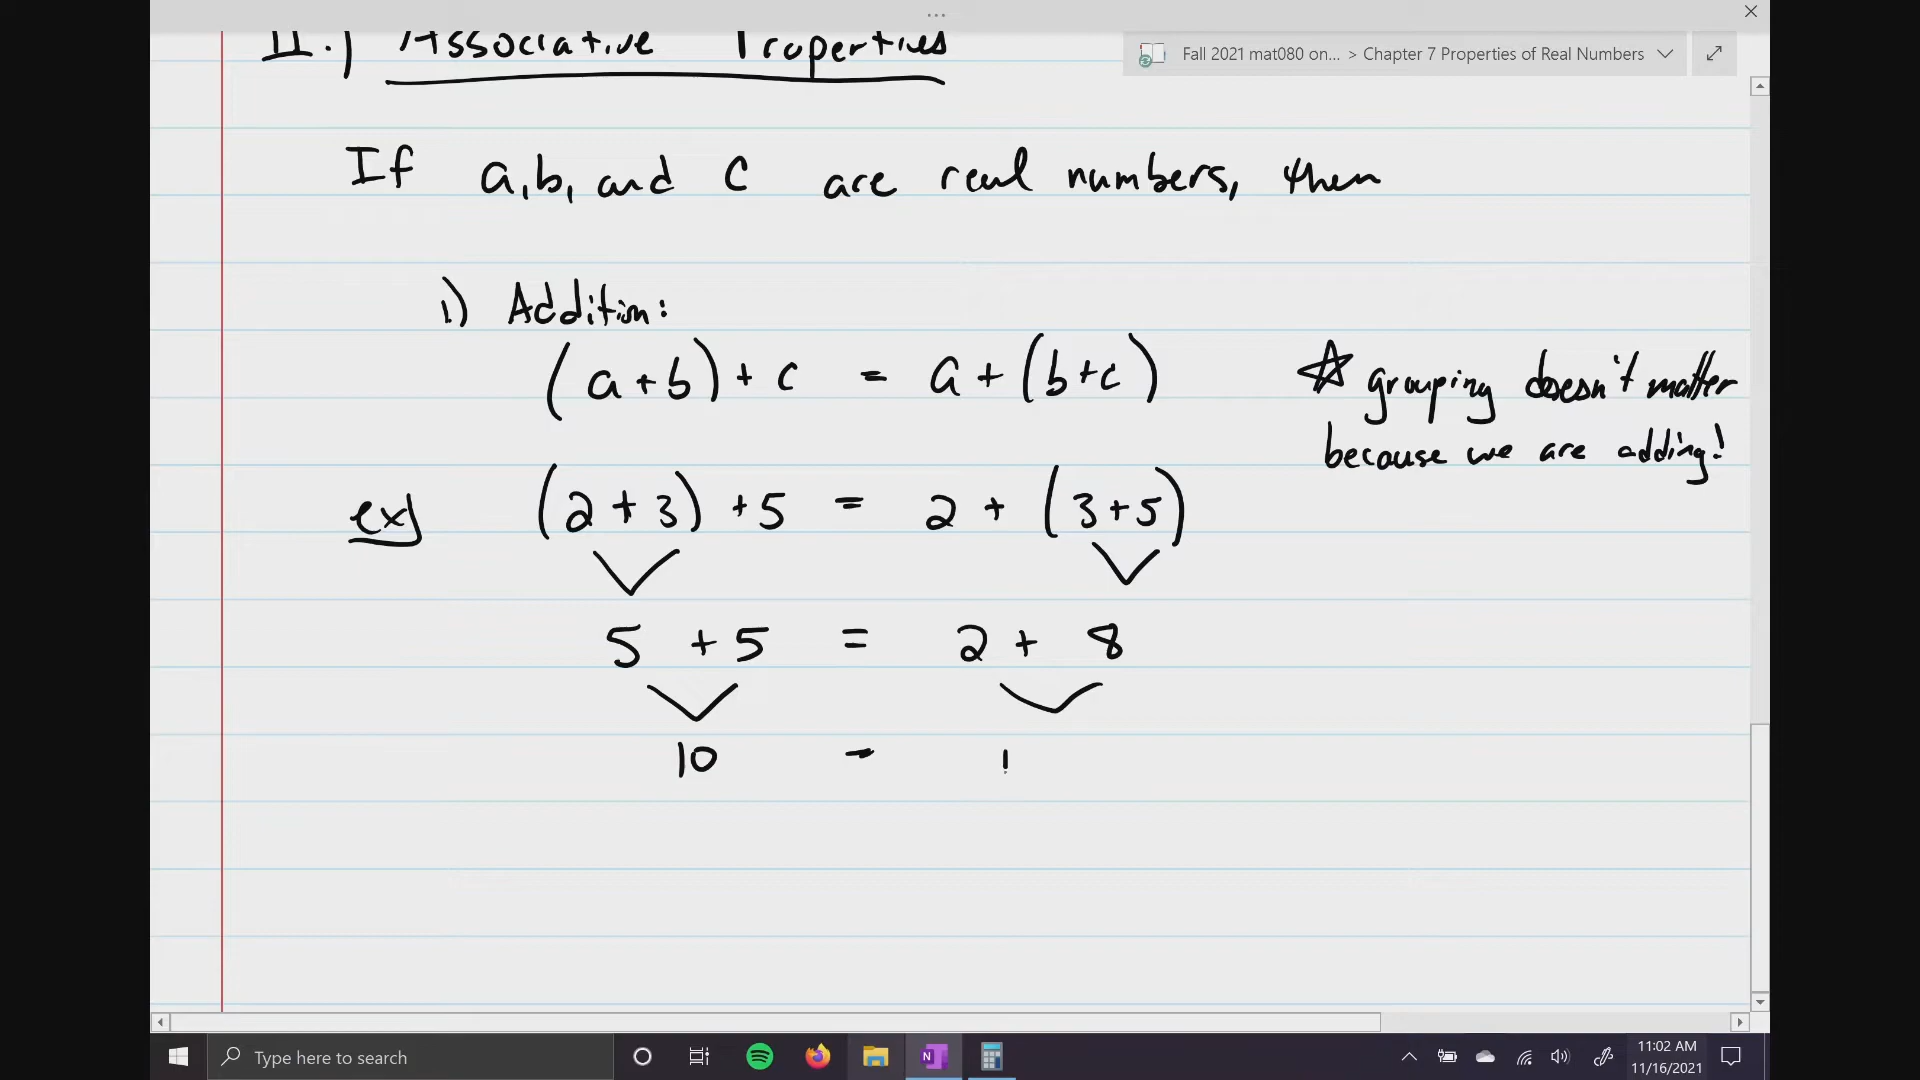 ...
Fall 2021 mat080 on... > Chapter 7 Properties of Real Numbers
II.) Associative Properties
If a, b, and c are real numbers, then
1.) Addition:
(a+b)+c = a+(b+c) ☆ grouping doesn't matter
because we are adding!
ex) (2+3)+5 = 2+(3+5)
5 +5 = 2+ 8
10 = 1
Type here to search
11:02 AM
11/16/2021